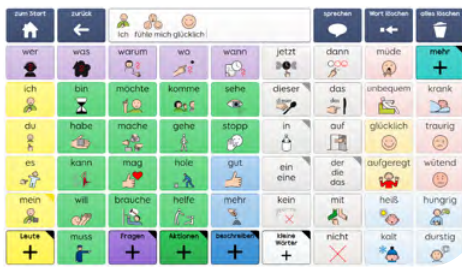 zum Start zurück sprechen Wort löschen alles löschen
Ich fühle mich glücklich
wer was warum wo wann jetzt dann müde mehr
ich bin möchte komme sehe dieser das unbequem krank
du habe mache gehe stopp in auf glücklich traurig
es kann mag hole gut ein eine der die das aufgeregt wütend
mein will brauche helfe mehr kein mit heiß hungrig
Leute muss Fragen Aktionen beschreiben kleine Wörter nicht kalt durstig